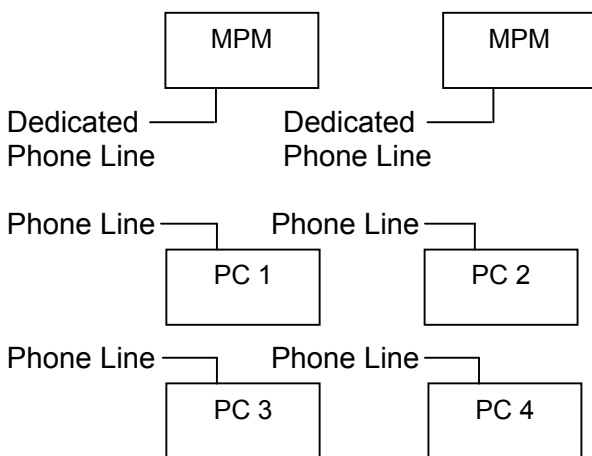 MPM
MPM
Dedicated
Phone Line
Dedicated
Phone Line
Phone Line
Phone Line
PC 1
PC 2
Phone Line
Phone Line
PC 3
PC 4